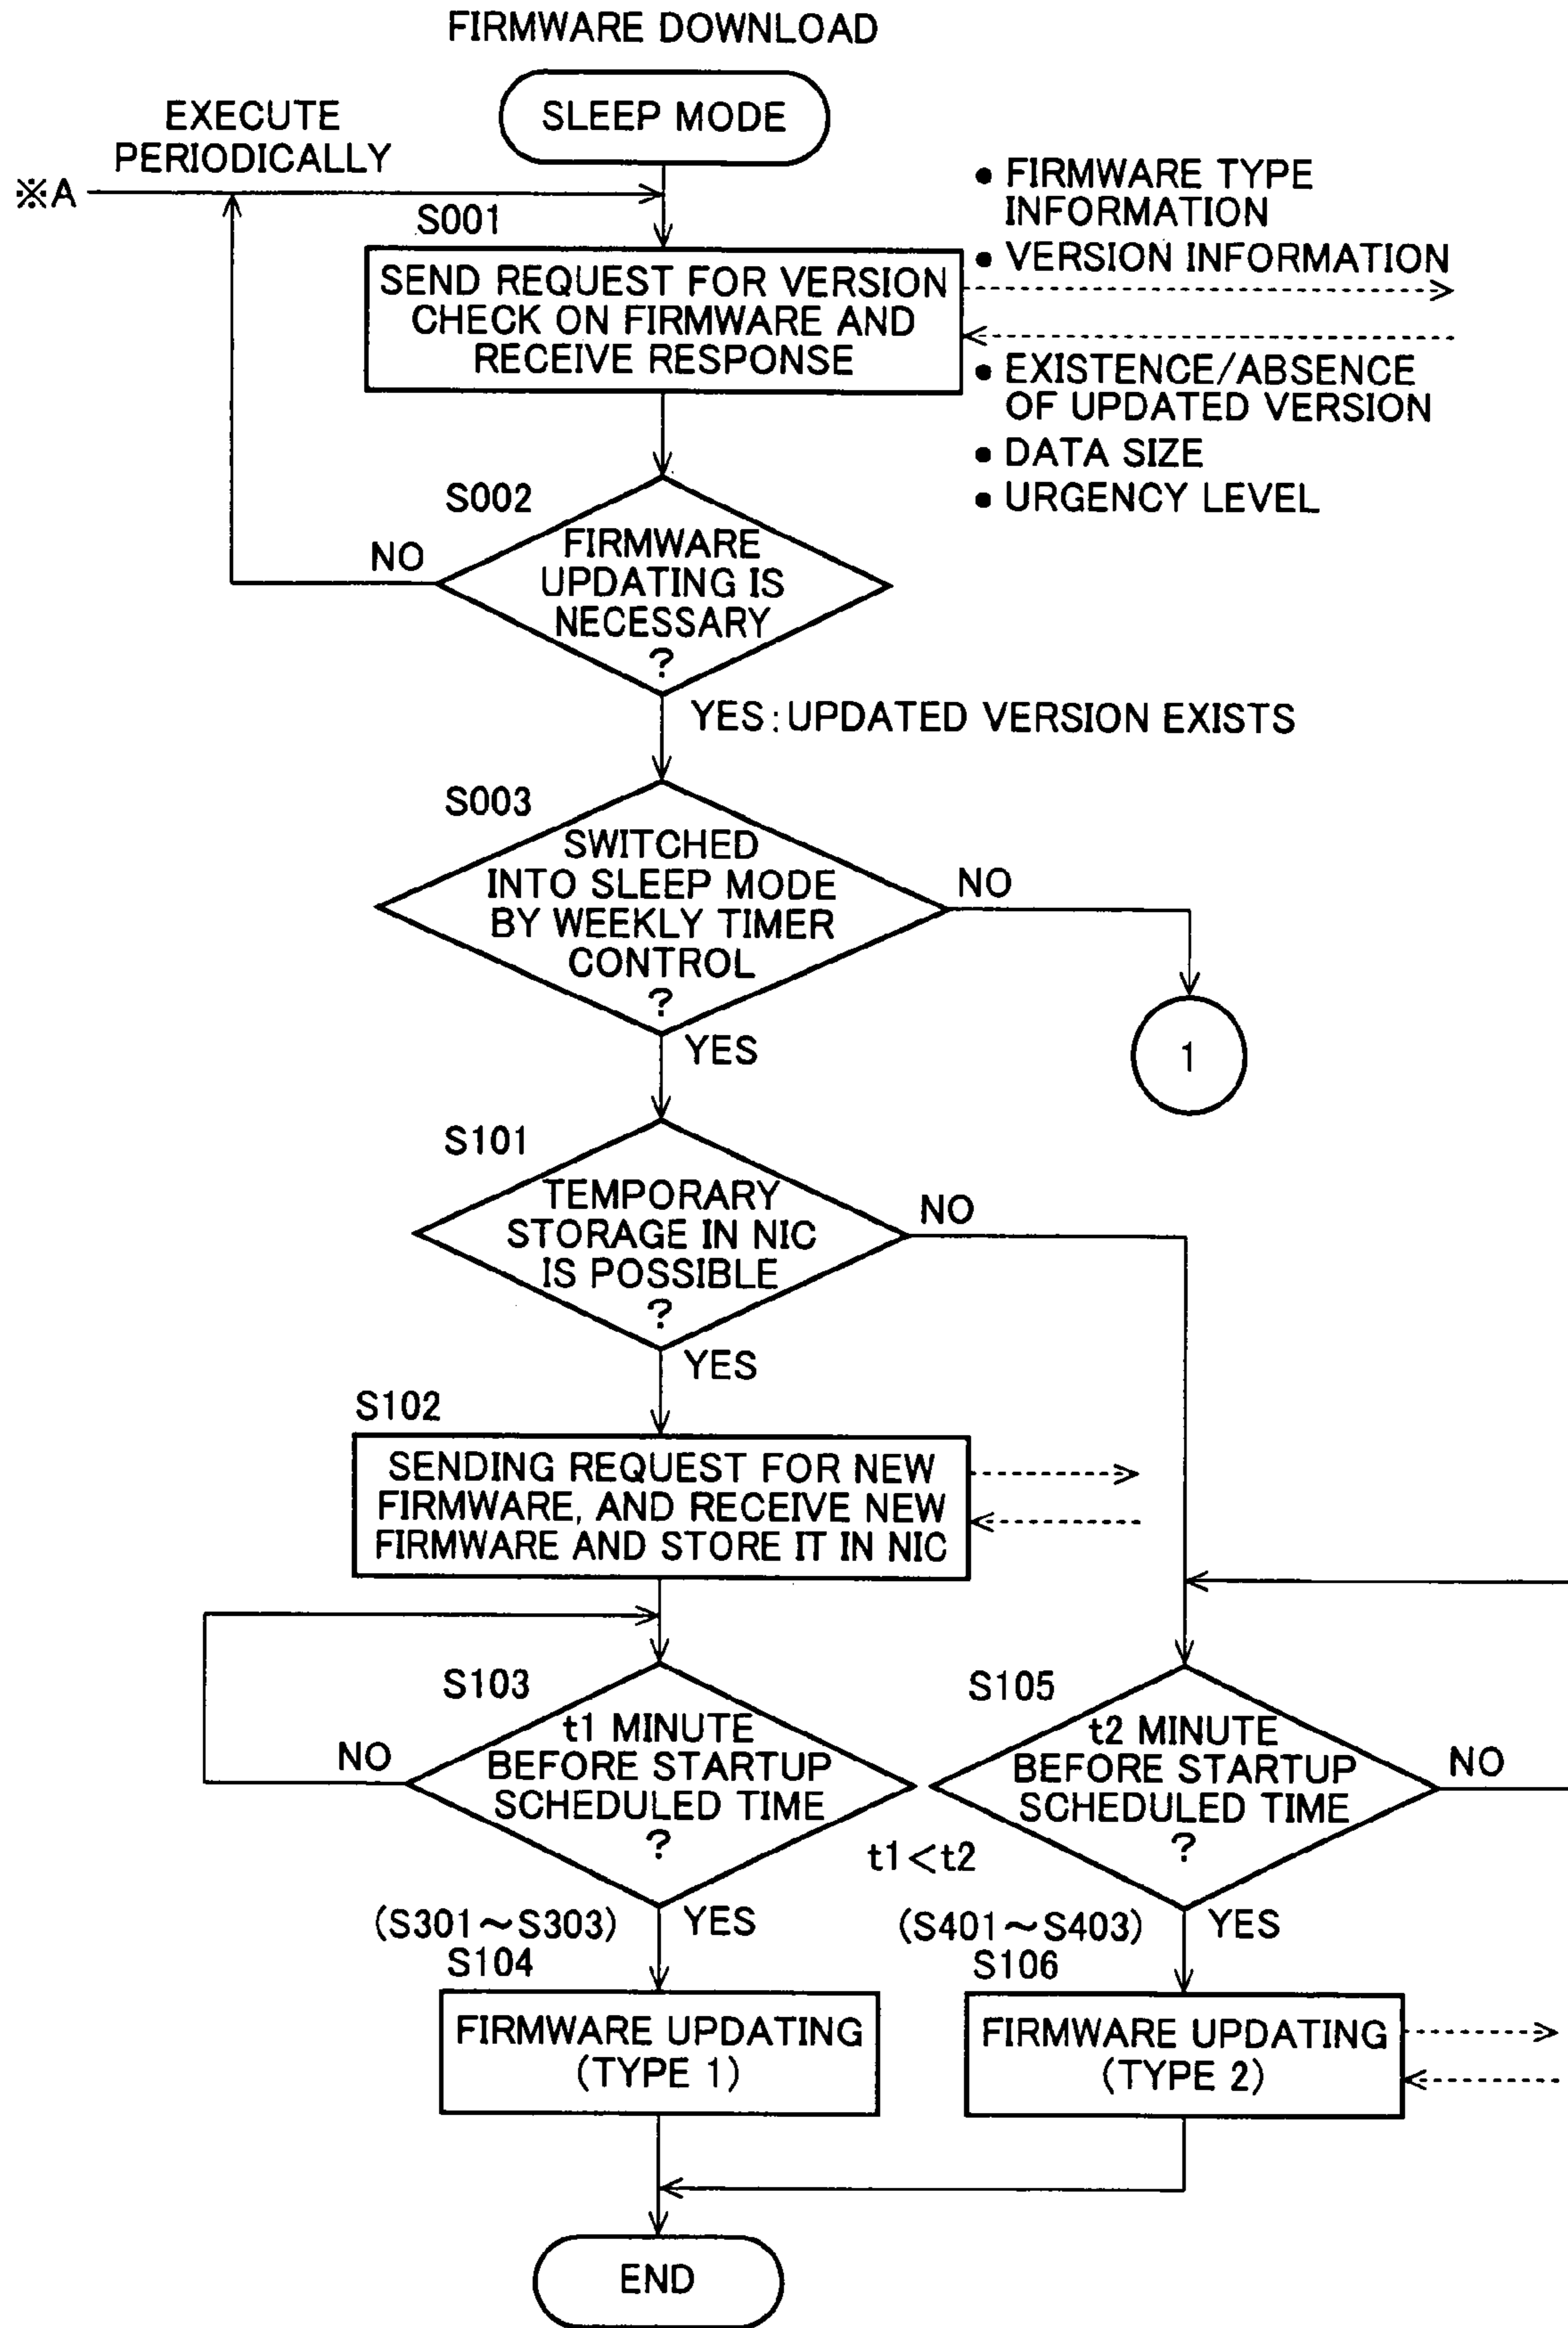 FIRMWARE DOWNLOAD
SLEEP MODE
EXECUTE
PERIODICALLY
※A
S001
SEND REQUEST FOR VERSION
CHECK ON FIRMWARE AND
RECEIVE RESPONSE
• FIRMWARE TYPE
INFORMATION
• VERSION INFORMATION
• EXISTENCE/ABSENCE
OF UPDATED VERSION
• DATA SIZE
• URGENCY LEVEL
S002
FIRMWARE
UPDATING IS
NECESSARY
?
NO
YES:UPDATED VERSION EXISTS
S003
SWITCHED
INTO SLEEP MODE
BY WEEKLY TIMER
CONTROL
?
NO
1
YES
S101
TEMPORARY
STORAGE IN NIC
IS POSSIBLE
?
NO
YES
S102
SENDING REQUEST FOR NEW
FIRMWARE, AND RECEIVE NEW
FIRMWARE AND STORE IT IN NIC
S103
t1 MINUTE
BEFORE STARTUP
SCHEDULED TIME
?
NO
S105
t2 MINUTE
BEFORE STARTUP
SCHEDULED TIME
?
NO
t1<t2
(S301~S303)
YES
S104
FIRMWARE UPDATING
(TYPE 1)
(S401~S403)
YES
S106
FIRMWARE UPDATING
(TYPE 2)
END